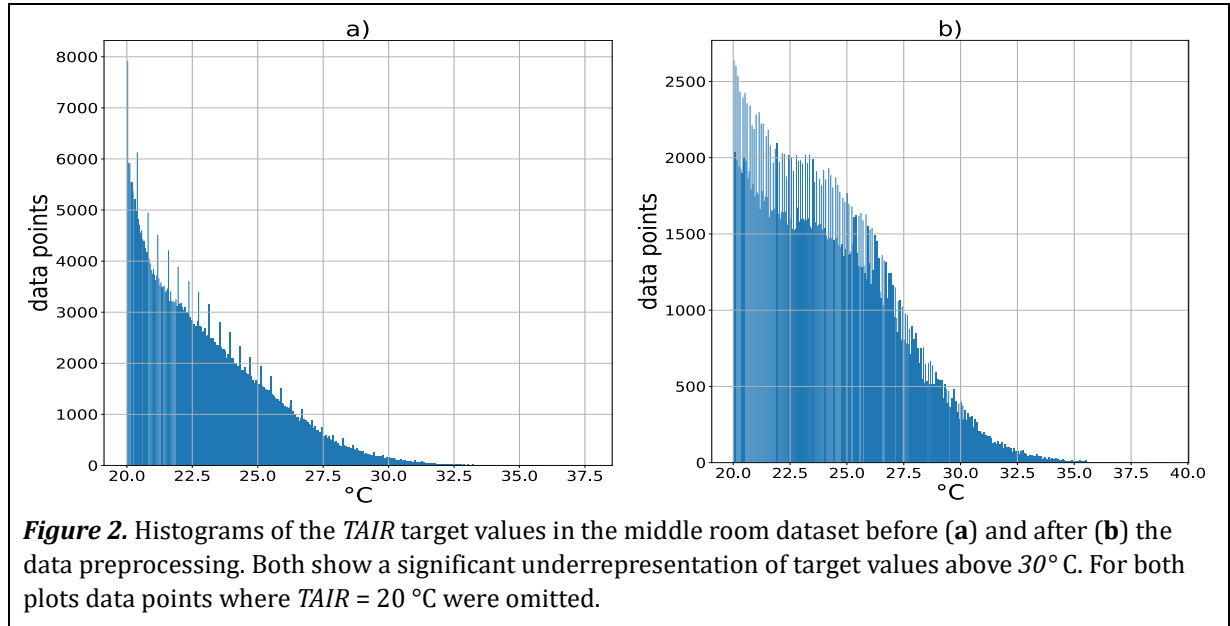 a)
8000
7000
6000
5000
4000
3000
2000
1000
0
data points
20.0 22.5 25.0 27.5 30.0 32.5 35.0 37.5
°C
b)
2500
2000
1500
1000
500
0
data points
20.0 22.5 25.0 27.5 30.0 32.5 35.0 37.5 40.0
°C
Figure 2. Histograms of the TAIR target values in the middle room dataset before (a) and after (b) the
data preprocessing. Both show a significant underrepresentation of target values above 30° C. For both
plots data points where TAIR = 20 °C were omitted.